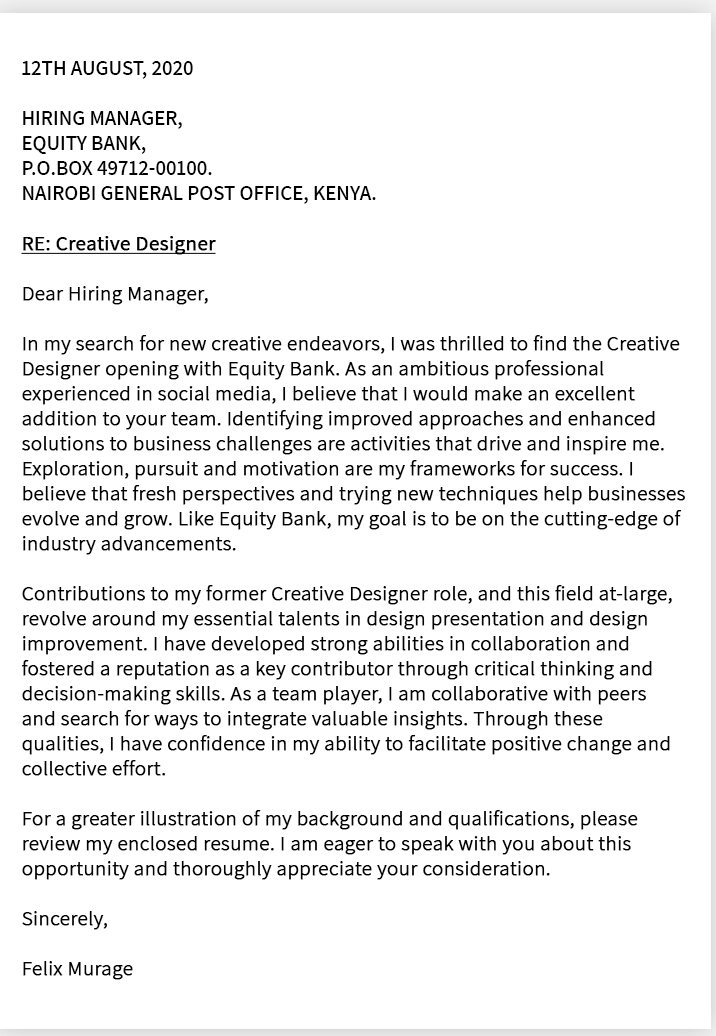 12TH AUGUST, 2020
HIRING MANAGER,
EQUITY BANK,
P.O.BOX 49712-00100.
NAIROBI GENERAL POST OFFICE, KENYA.
RE: Creative Designer
Dear Hiring Manager,
In my search for new creative endeavors, I was thrilled to find the Creative
Designer opening with Equity Bank. As an ambitious professional
experienced in social media, I believe that I would make an excellent
addition to your team. Identifying improved approaches and enhanced
solutions to business challenges are activities that drive and inspire me.
Exploration, pursuit and motivation are my frameworks for success. I
believe that fresh perspectives and trying new techniques help businesses
evolve and grow. Like Equity Bank, my goal is to be on the cutting-edge of
industry advancements.
Contributions to my former Creative Designer role, and this field at-large,
revolve around my essential talents in design presentation and design
improvement. I have developed strong abilities in collaboration and
fostered a reputation as a key contributor through critical thinking and
decision-making skills. As a team player, I am collaborative with peers
and search for ways to integrate valuable insights. Through these
qualities, I have confidence in my ability to facilitate positive change and
collective effort.
For a greater illustration of my background and qualifications, please
review my enclosed resume. I am eager to speak with you about this
opportunity and thoroughly appreciate your consideration.
Sincerely,
Felix Murage